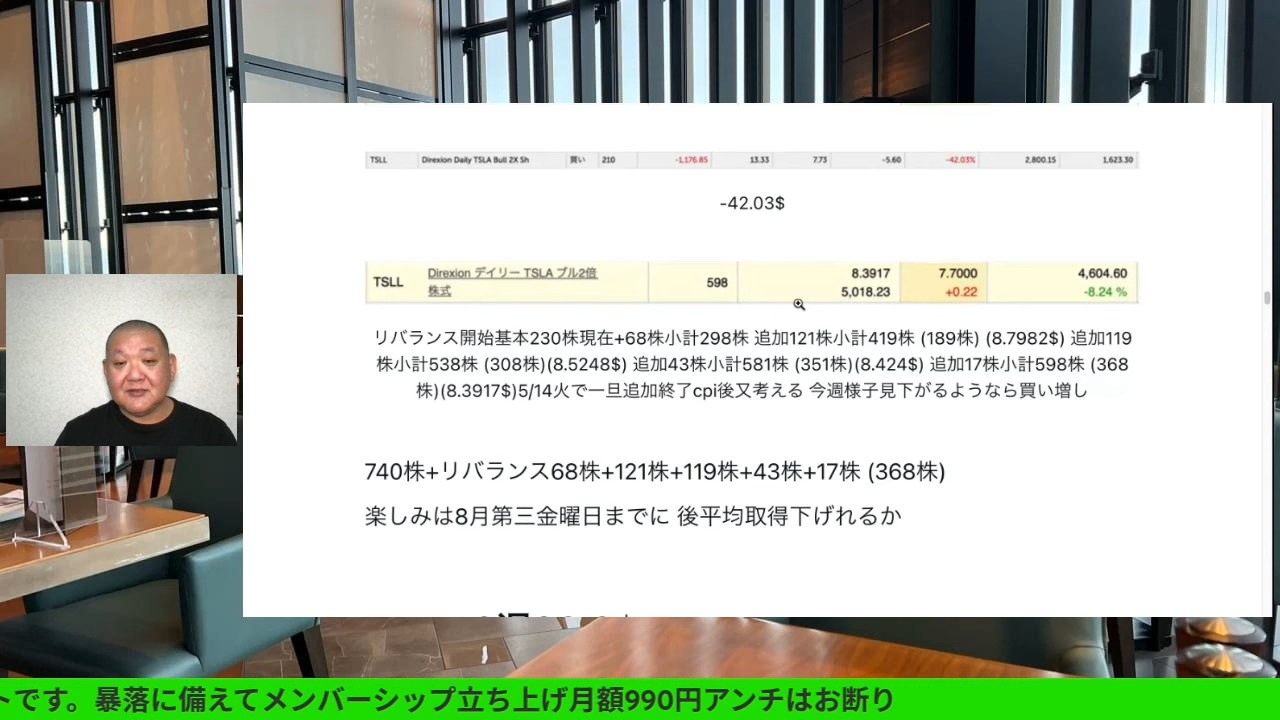 TSLL Direxion Daily TSLA Bull 2X Sh 買い 210 -1,176.85 13.33 7.73 -5.60 -42.03% 2,800.15 1,623.30
-42.03$
TSLL Direxion デイリー TSLA ブル2倍 598 8.3917 7.7000 4,604.60
株式 5,018.23 +0.22 -8.24 %
リバランス開始基本230株現在+68株小計298株 追加121株小計419株 (189株) (8.7982$) 追加119
株小計538株 (308株)(8.5248$) 追加43株小計581株 (351株)(8.424$) 追加17株小計598株 (368
株)(8.3917$)5/14火で一旦追加終了cpi後又考える 今週様子見下がるようなら買い増し
740株+リバランス68株+121株+119株+43株+17株 (368株)
楽しみは8月第三金曜日までに 後平均取得下げれるか
トです。暴落に備えてメンバーシップ立ち上げ月額990円アンチはお断り